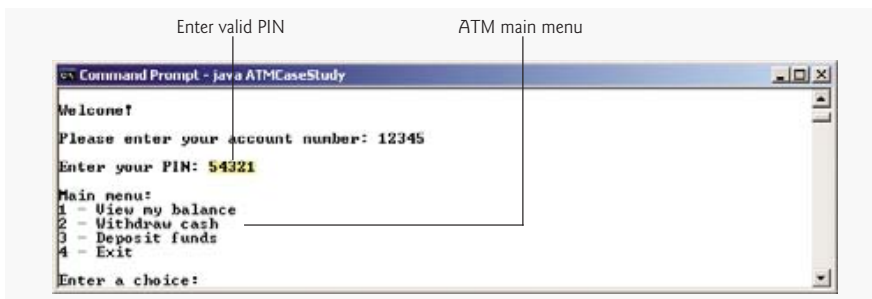 Enter valid PIN
ATM main menu
Command Prompt - java ATMCaseStudy
Welcome!
Please enter your account number: 12345
Enter your PIN: 54321
Main menu:
1 - View my balance
2 - Withdraw cash
3 - Deposit funds
4 - Exit
Enter a choice: